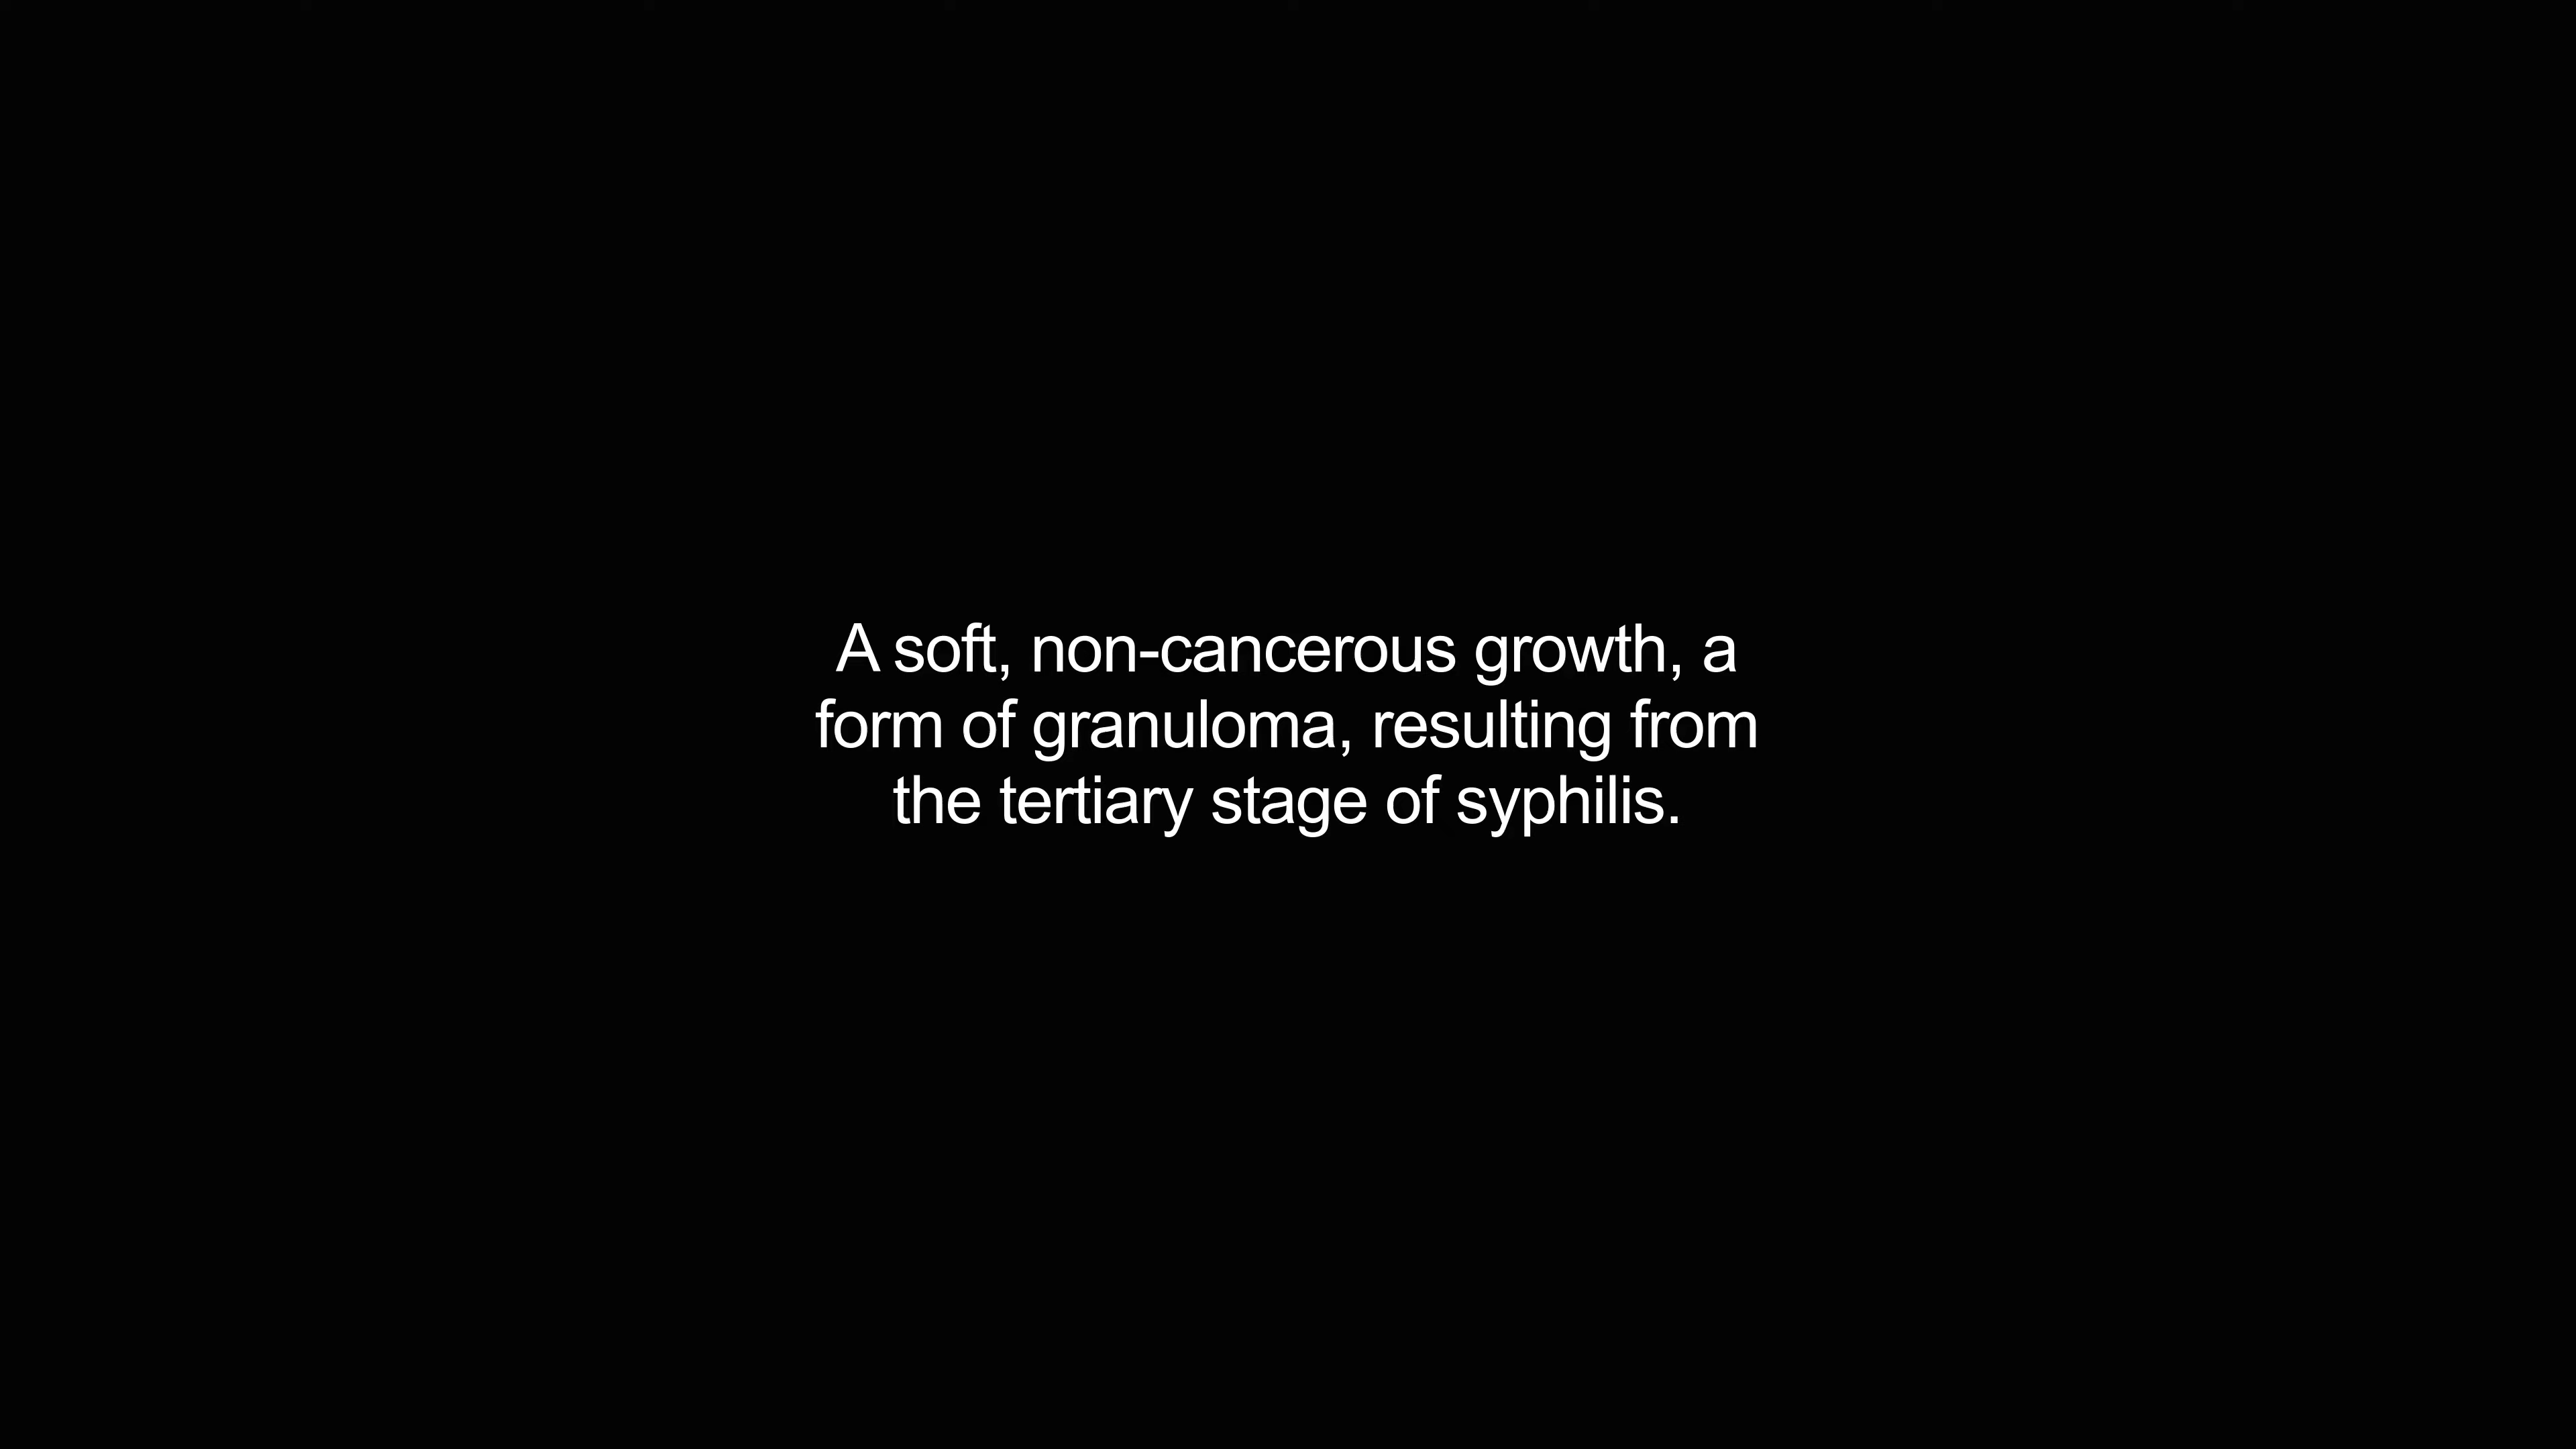 A soft, non-cancerous growth, a
form of granuloma, resulting from
the tertiary stage of syphilis.